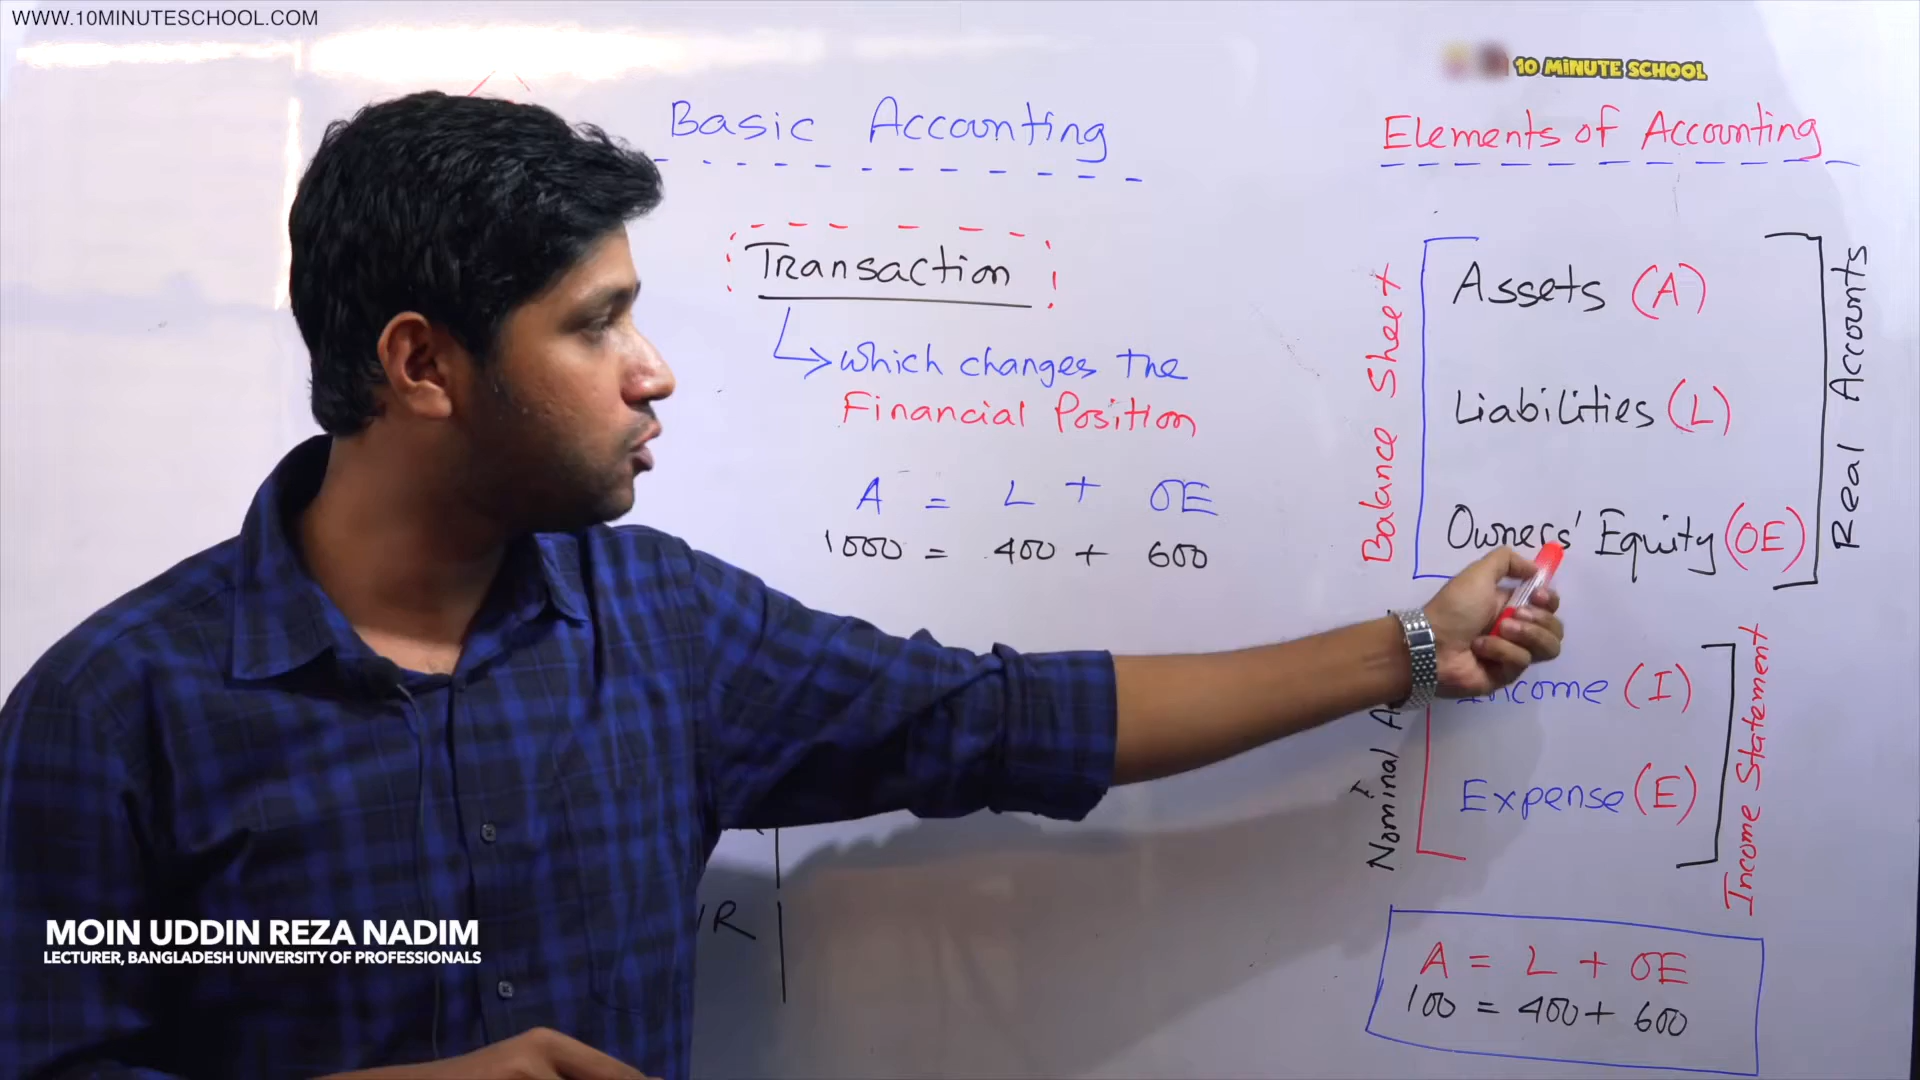 WWW.10MINUTESCHOOL.COM
10 MINUTE SCHOOL
Basic Accounting
Transaction
which changes the
Financial Position
A = L + OE
1000 = 400 + 600
Elements of Accounting
Balance Sheet
Assets (A)
Liabilities (L)
Owners' Equity (OE)
Real Accounts
Nominal
Income (I)
Expense (E)
Income Statement
A = L + OE
100 = 400 + 600
R
MOIN UDDIN REZA NADIM
LECTURER, BANGLADESH UNIVERSITY OF PROFESSIONALS